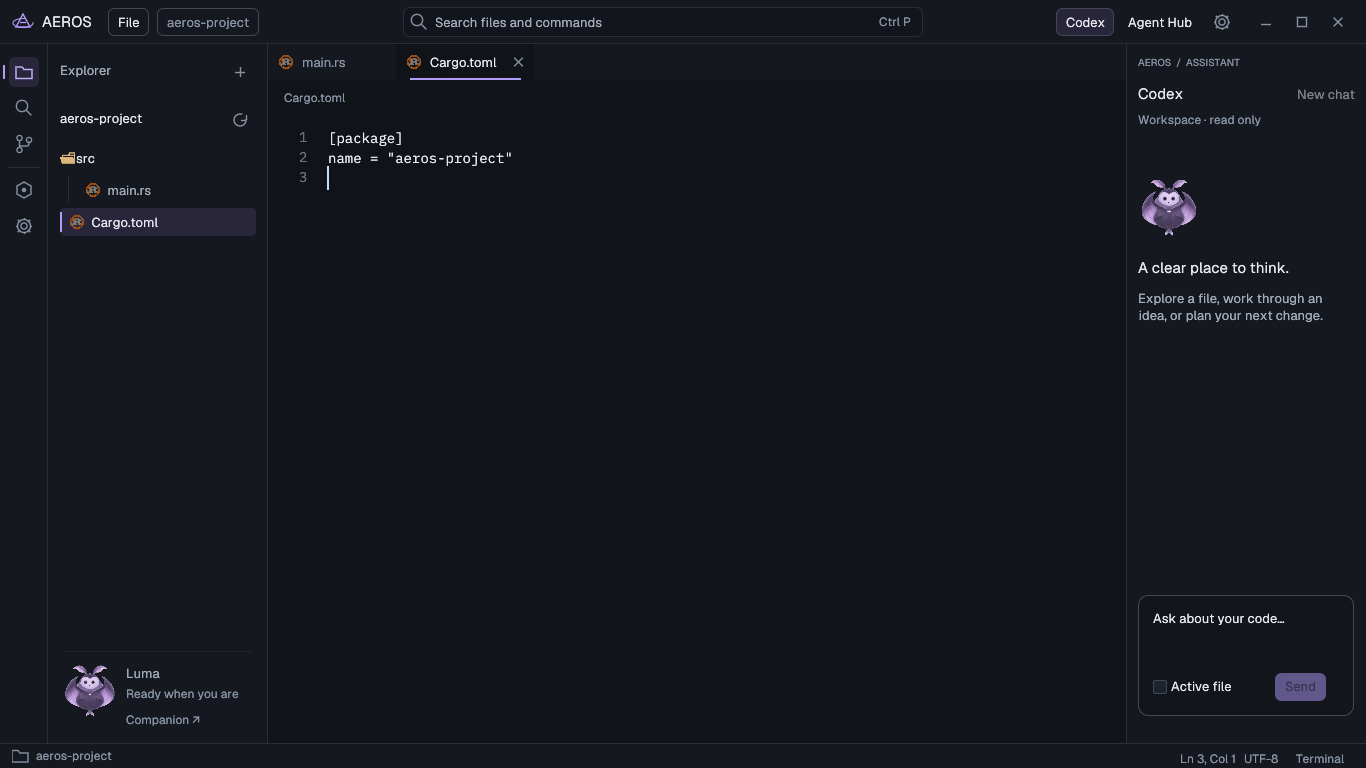 AEROS File aeros-project Search files and commands Ctrl P Codex Agent Hub
Explorer
aeros-project
src
main.rs
Cargo.toml
Luma
Ready when you are
Companion ↗
main.rs Cargo.toml
Cargo.toml
1 [package]
2 name = "aeros-project"
3
AEROS / ASSISTANT
Codex New chat
Workspace · read only
A clear place to think.
Explore a file, work through an
idea, or plan your next change.
Ask about your code…
Active file Send
aeros-project Ln 3, Col 1 UTF-8 Terminal